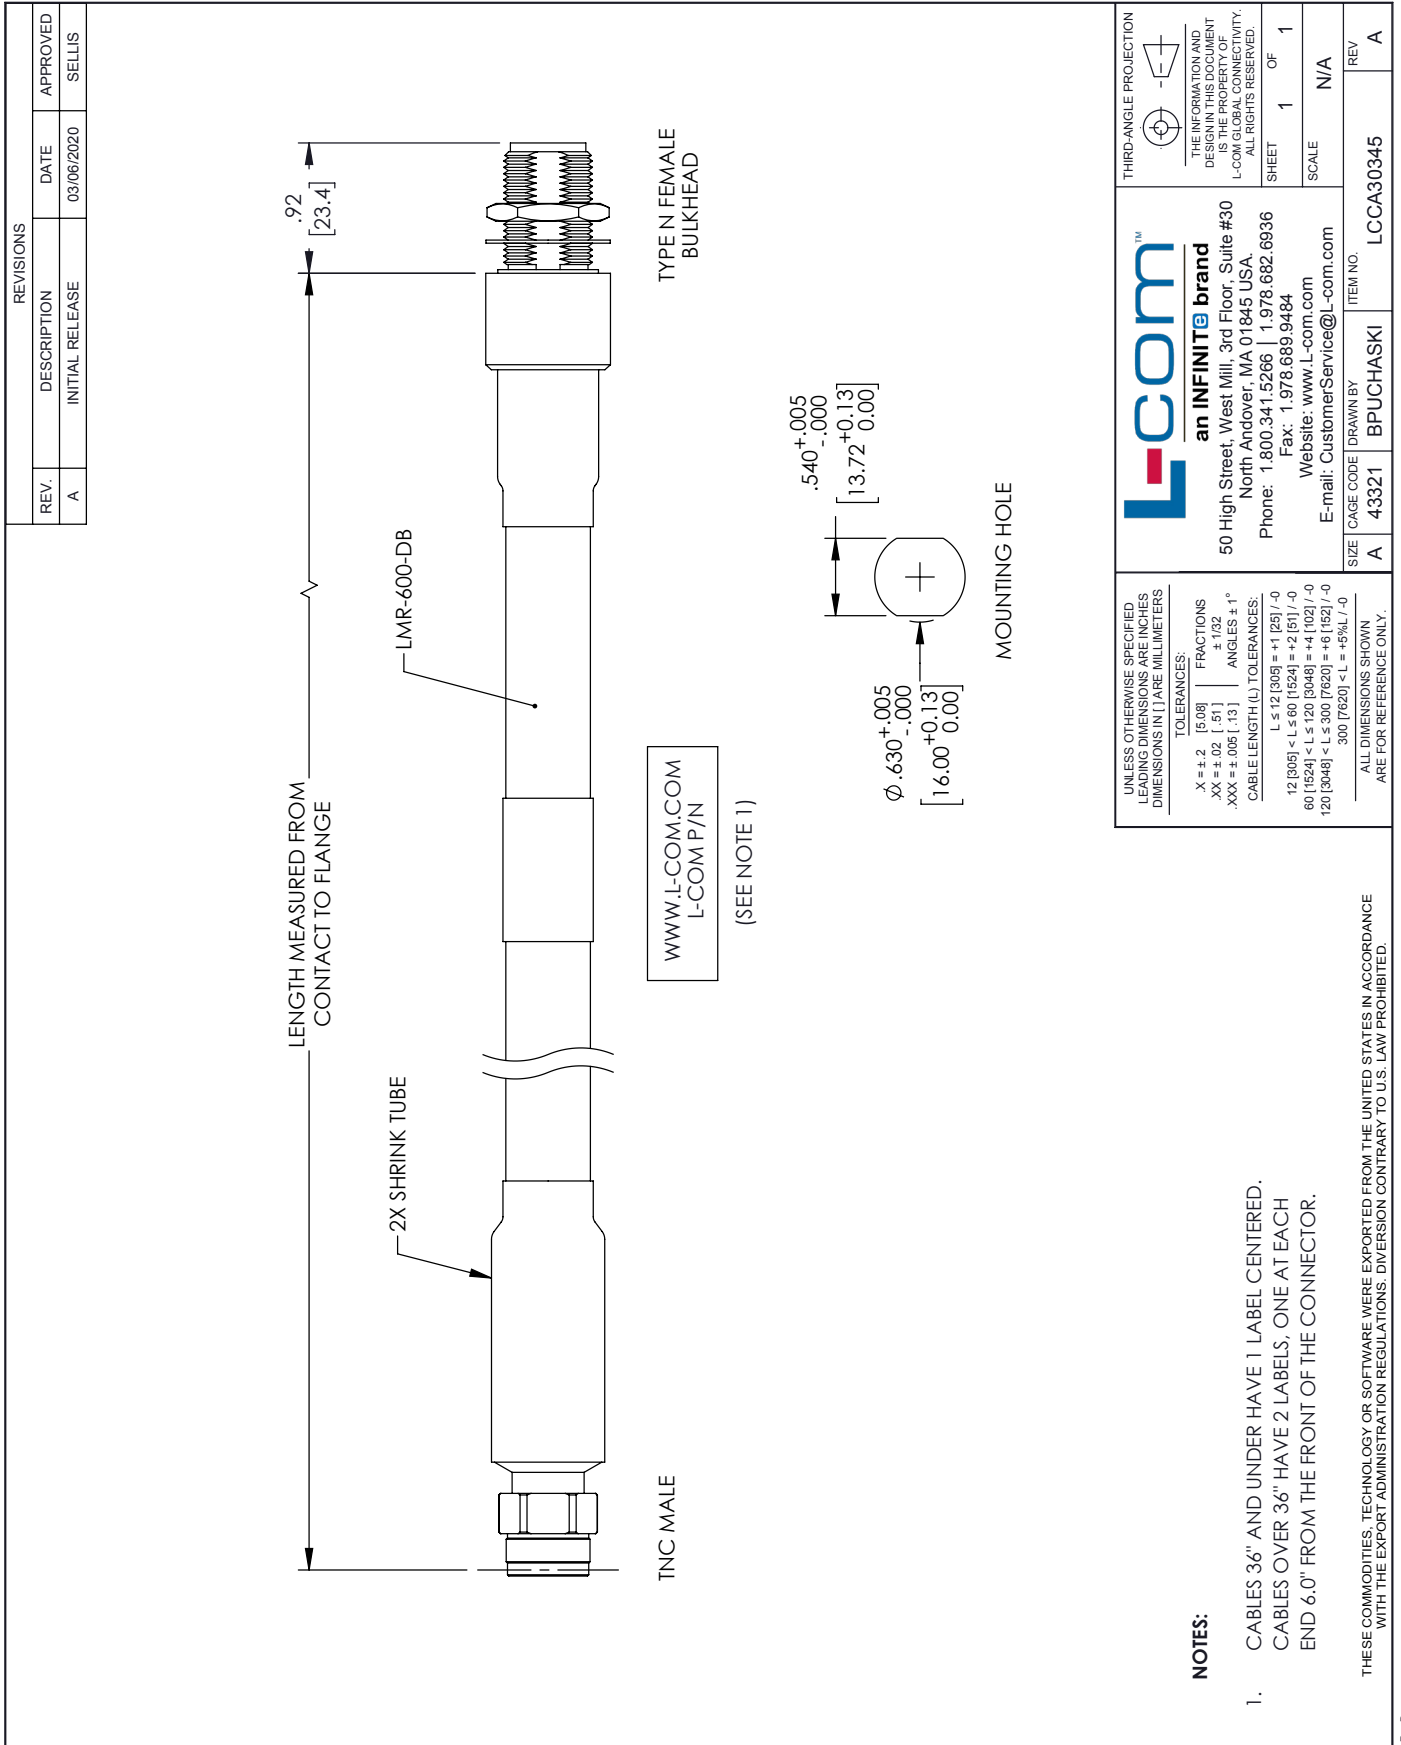 REVISIONS
REV. DESCRIPTION DATE APPROVED
A INITIAL RELEASE 03/06/2020 SELLIS
LENGTH MEASURED FROM
CONTACT TO FLANGE
.92
[23.4]
2X SHRINK TUBE
LMR-600-DB
TNC MALE
TYPE N FEMALE
BULKHEAD
WWW.L-COM.COM
L-COM P/N
(SEE NOTE 1)
Ø .630 +.005
-.000
[16.00 +0.13
0.00]
.540 +.005
-.000
[13.72 +0.13
0.00]
MOUNTING HOLE
NOTES:
1. CABLES 36" AND UNDER HAVE 1 LABEL CENTERED.
CABLES OVER 36" HAVE 2 LABELS, ONE AT EACH
END 6.0" FROM THE FRONT OF THE CONNECTOR.
THESE COMMODITIES, TECHNOLOGY OR SOFTWARE WERE EXPORTED FROM THE UNITED STATES IN ACCORDANCE
WITH THE EXPORT ADMINISTRATION REGULATIONS. DIVERSION CONTRARY TO U.S. LAW PROHIBITED.
UNLESS OTHERWISE SPECIFIED
LEADING DIMENSIONS ARE INCHES
DIMENSIONS IN [ ] ARE MILLIMETERS
TOLERANCES:
.X = ±.2 [5.08] FRACTIONS
.XX = ±.02 [.51] ± 1/32
.XXX = ±.005 [.13] ANGLES ± 1°
CABLE LENGTH (L) TOLERANCES:
L ≤ 12 [305] = +1 [25] / -0
12 [305] < L ≤ 60 [1524] = +2 [51] / -0
60 [1524] < L ≤ 120 [3048] = +4 [102] / -0
120 [3048] < L ≤ 300 [7620] = +6 [152] / -0
300 [7620] < L = +5%L / -0
ALL DIMENSIONS SHOWN
ARE FOR REFERENCE ONLY.
L-com™
an INFINITe brand
50 High Street, West Mill, 3rd Floor, Suite #30
North Andover, MA 01845 USA.
Phone: 1.800.341.5266 | 1.978.682.6936
Fax: 1.978.689.9484
Website: www.L-com.com
E-mail: CustomerService@L-com.com
THIRD-ANGLE PROJECTION
THE INFORMATION AND
DESIGN IN THIS DOCUMENT
IS THE PROPERTY OF
L-COM GLOBAL CONNECTIVITY.
ALL RIGHTS RESERVED.
SHEET 1 OF 1
SCALE N/A
SIZE A
CAGE CODE 43321
DRAWN BY BPUCHASKI
ITEM NO. LCCA30345
REV A